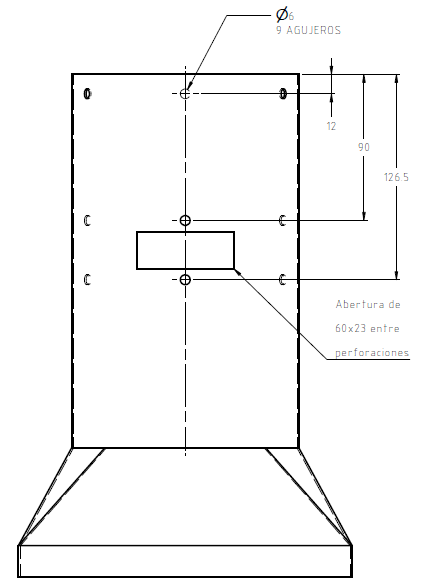 Ø6
9 AGUJEROS
12
90
126.5
Abertura de
60x23 entre
perforaciones